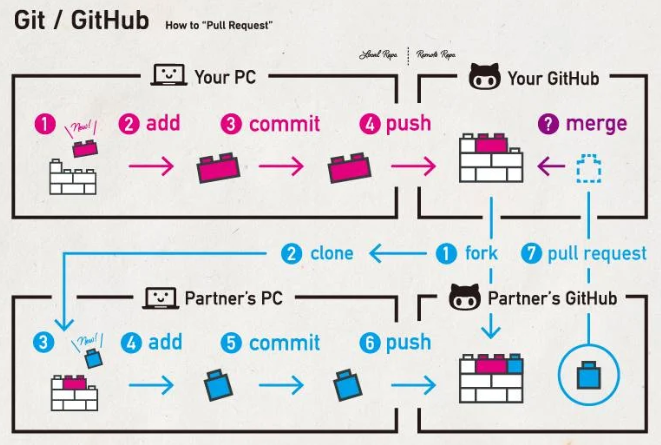 Git / GitHub How to "Pull Request"
Local Repo Remote Repo
Your PC
Your GitHub
1 New! 2 add 3 commit 4 push
? merge
2 clone 1 fork 7 pull request
Partner's PC
Partner's GitHub
3 New! 4 add 5 commit 6 push